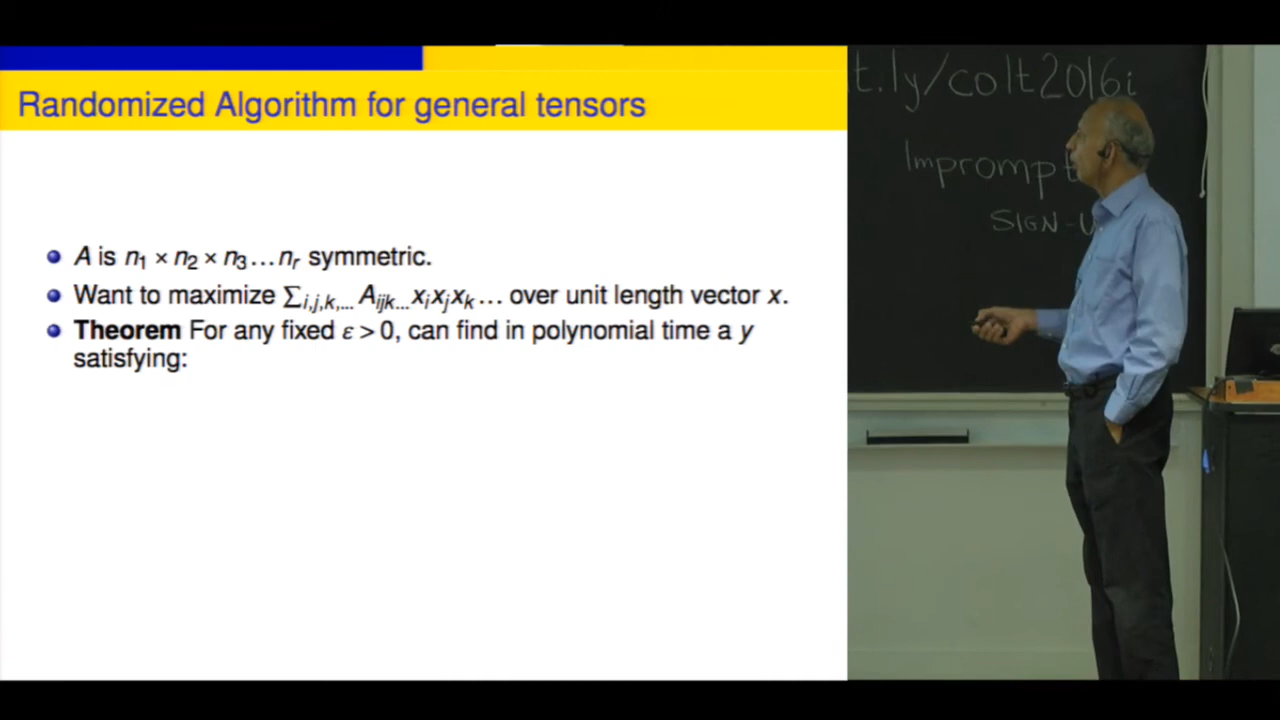 Randomized Algorithm for general tensors
A is n₁ × n₂ × n₃ … nᵣ symmetric.
Want to maximize ∑i,j,k,... Aijk... xixjxk … over unit length vector x.
Theorem For any fixed ε > 0, can find in polynomial time a y
satisfying:
t.ly/colt2016i
SIGN-U